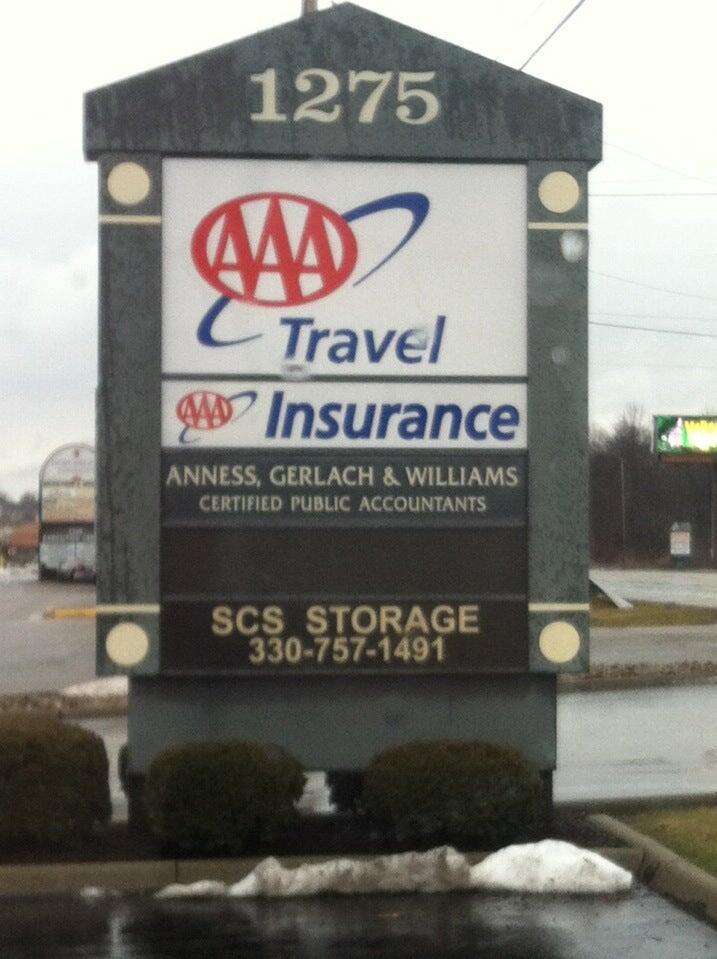 1275
AAA
Travel
AAA Insurance
ANNESS, GERLACH & WILLIAMS
CERTIFIED PUBLIC ACCOUNTANTS
SCS STORAGE
330-757-1491